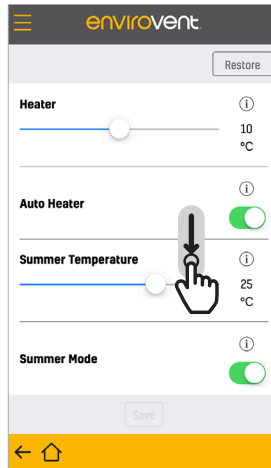 envirovent.
Restore
Heater
10
°C
Auto Heater
Summer Temperature
25
°C
Summer Mode
Save